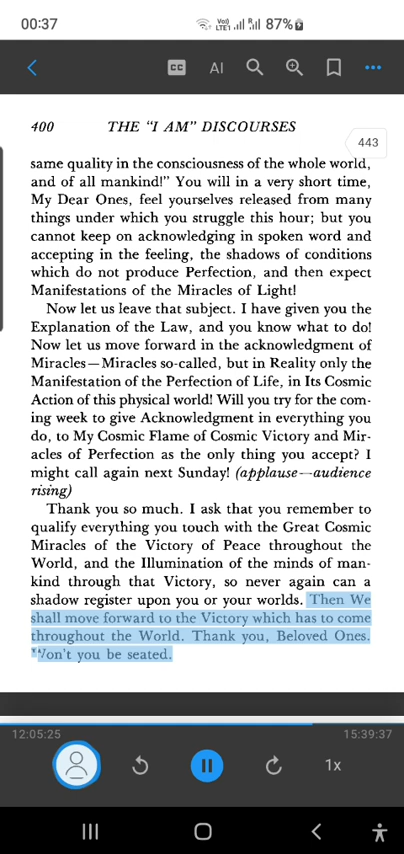 00:37
Vo)) LTE1 87%
CC AI
400 THE “I AM” DISCOURSES
443
same quality in the consciousness of the whole world,
and of all mankind!” You will in a very short time,
My Dear Ones, feel yourselves released from many
things under which you struggle this hour; but you
cannot keep on acknowledging in spoken word and
accepting in the feeling, the shadows of conditions
which do not produce Perfection, and then expect
Manifestations of the Miracles of Light!
Now let us leave that subject. I have given you the
Explanation of the Law, and you know what to do!
Now let us move forward in the acknowledgment of
Miracles—Miracles so-called, but in Reality only the
Manifestation of the Perfection of Life, in Its Cosmic
Action of this physical world! Will you try for the com-
ing week to give Acknowledgment in everything you
do, to My Cosmic Flame of Cosmic Victory and Mir-
acles of Perfection as the only thing you accept? I
might call again next Sunday! (applause—audience
rising)
Thank you so much. I ask that you remember to
qualify everything you touch with the Great Cosmic
Miracles of the Victory of Peace throughout the
World, and the Illumination of the minds of man-
kind through that Victory, so never again can a
shadow register upon you or your worlds. Then We
shall move forward to the Victory which has to come
throughout the World. Thank you, Beloved Ones.
Won't you be seated.
12:05:25 15:39:37
1x